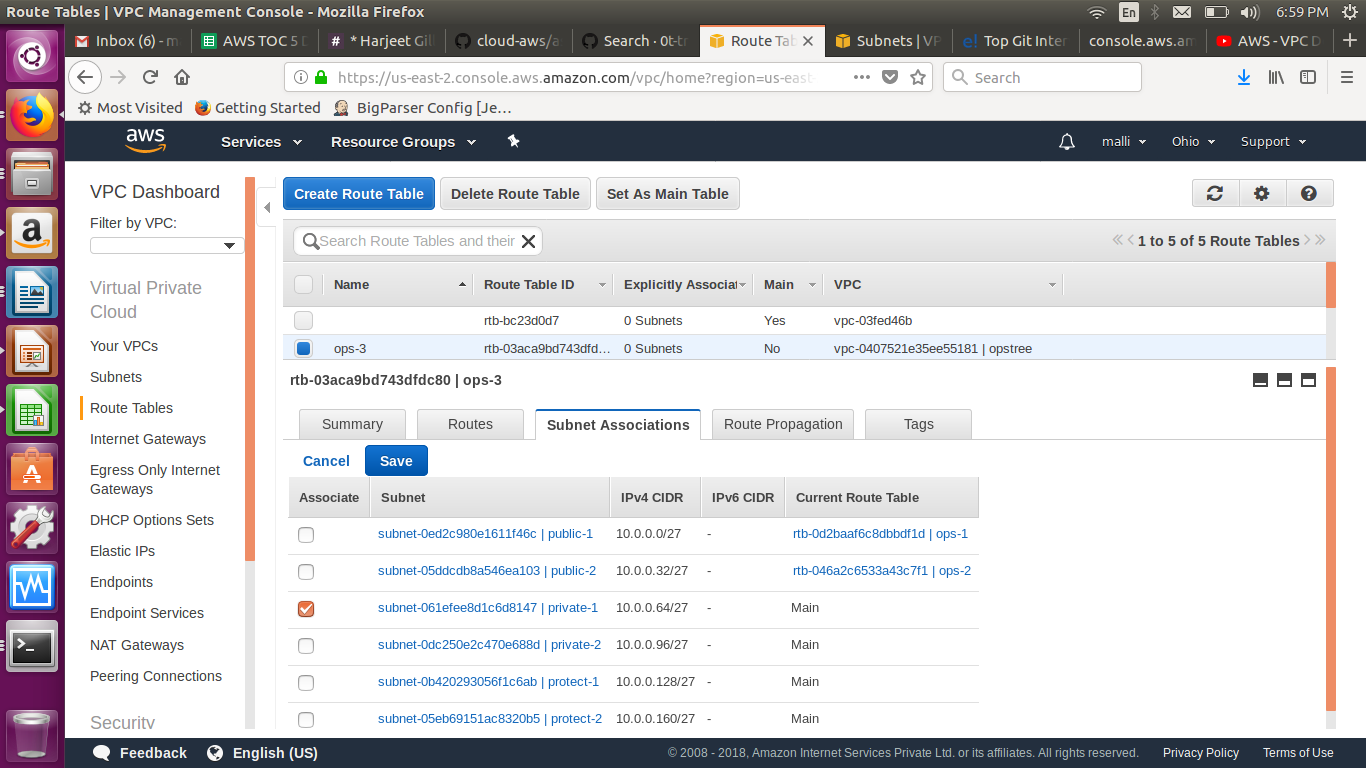 Route Tables | VPC Management Console - Mozilla Firefox
En
6:59 PM
Inbox (6) - m
AWS TOC 5 D
* Harjeet Gil
cloud-aws/a
Search · 0t-tr
Route Tab
Subnets | VP
Top Git Inter
console.aws.am
AWS - VPC D
https://us-east-2.console.aws.amazon.com/vpc/home?region=us-east
Search
Most Visited
Getting Started
BigParser Config [Je…
aws
Services
Resource Groups
malli
Ohio
Support
VPC Dashboard
Filter by VPC:
Virtual Private
Cloud
Your VPCs
Subnets
Route Tables
Internet Gateways
Egress Only Internet
Gateways
DHCP Options Sets
Elastic IPs
Endpoints
Endpoint Services
NAT Gateways
Peering Connections
Security
Create Route Table
Delete Route Table
Set As Main Table
Search Route Tables and their
1 to 5 of 5 Route Tables
Name Route Table ID Explicitly Associat Main VPC
rtb-bc23d0d7 0 Subnets Yes vpc-03fed46b
ops-3 rtb-03aca9bd743dfd… 0 Subnets No vpc-0407521e35ee55181 | opstree
rtb-03aca9bd743dfdc80 | ops-3
Summary
Routes
Subnet Associations
Route Propagation
Tags
Cancel
Save
Associate Subnet IPv4 CIDR IPv6 CIDR Current Route Table
subnet-0ed2c980e1611f46c | public-1 10.0.0.0/27 - rtb-0d2baaf6c8dbbdf1d | ops-1
subnet-05ddcdb8a546ea103 | public-2 10.0.0.32/27 - rtb-046a2c6533a43c7f1 | ops-2
subnet-061efee8d1c6d8147 | private-1 10.0.0.64/27 - Main
subnet-0dc250e2c470e688d | private-2 10.0.0.96/27 - Main
subnet-0b420293056f1c6ab | protect-1 10.0.0.128/27 - Main
subnet-05eb69151ac8320b5 | protect-2 10.0.0.160/27 - Main
Feedback
English (US)
© 2008 - 2018, Amazon Internet Services Private Ltd. or its affiliates. All rights reserved.
Privacy Policy
Terms of Use